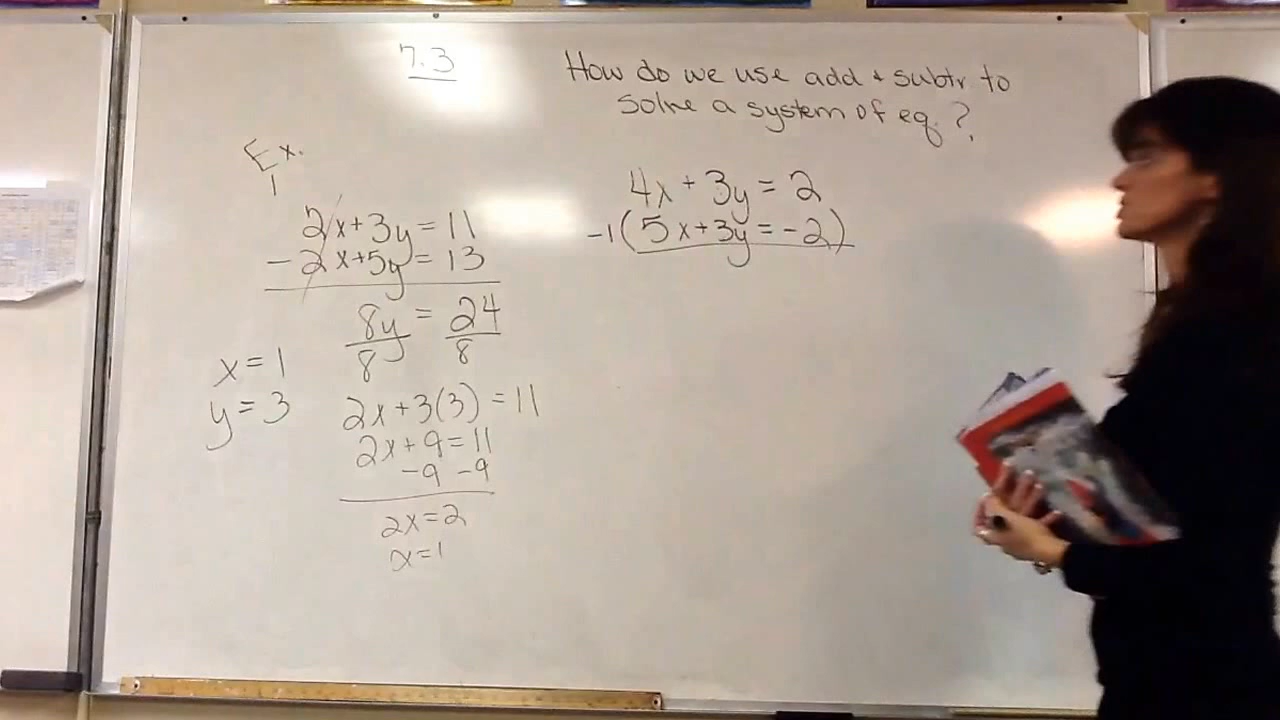 7.3
How do we use add + subtr to
solve a system of eq.?
Ex.
1
2x+3y=11
-2x+5y=13
8y = 24
8 8
x=1
y=3
2x+3(3)=11
2x+9=11
-9 -9
2x=2
x=1
4x+3y=2
-1(5x+3y=-2)